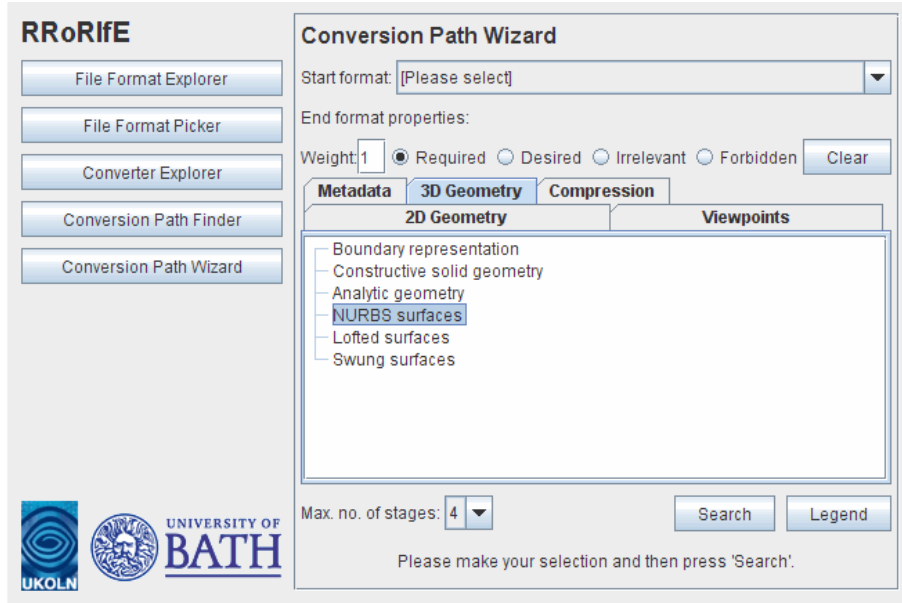 RRoRIfE
File Format Explorer
File Format Picker
Converter Explorer
Conversion Path Finder
Conversion Path Wizard
UKOLN
UNIVERSITY OF
BATH
Conversion Path Wizard
Start format: [Please select]
End format properties:
Weight: 1 Required Desired Irrelevant Forbidden Clear
Metadata 3D Geometry Compression
2D Geometry Viewpoints
Boundary representation
Constructive solid geometry
Analytic geometry
NURBS surfaces
Lofted surfaces
Swung surfaces
Max. no. of stages: 4 Search Legend
Please make your selection and then press 'Search'.